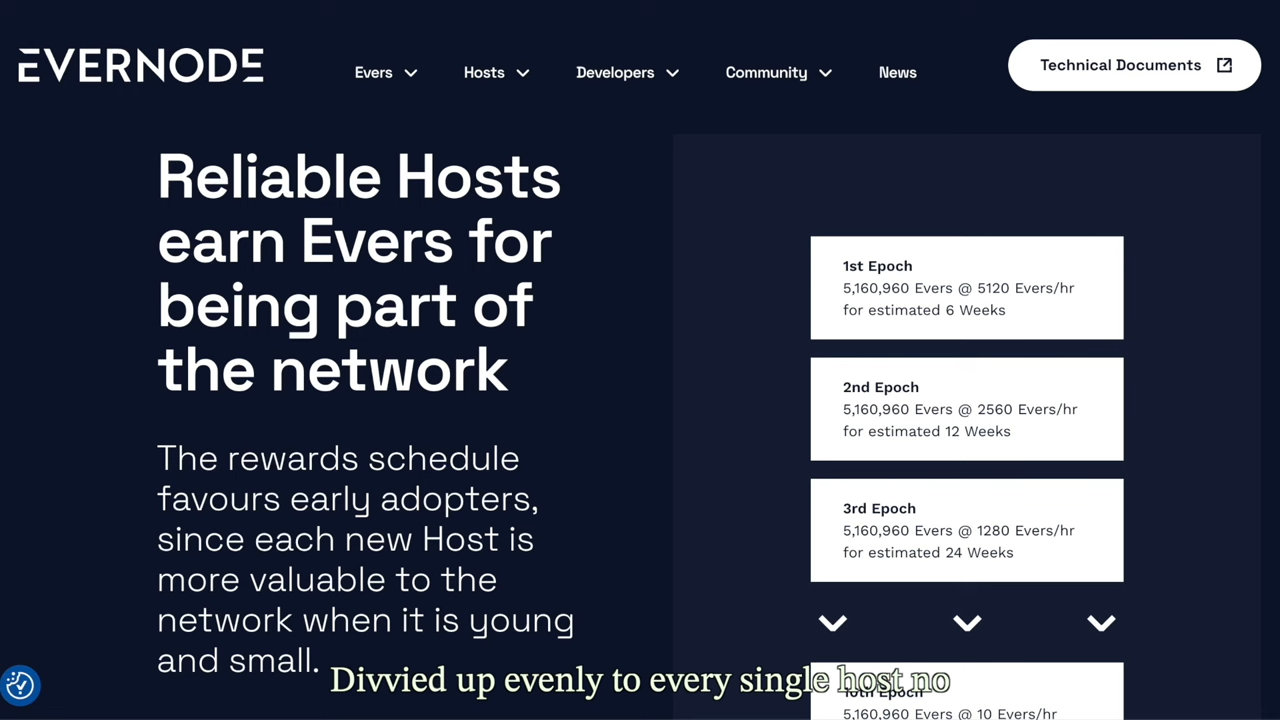 EVERNODE
Evers
Hosts
Developers
Community
News
Technical Documents
Reliable Hosts
earn Evers for
being part of
the network
The rewards schedule
favours early adopters,
since each new Host is
more valuable to the
network when it is young
and small.
1st Epoch
5,160,960 Evers @ 5120 Evers/hr
for estimated 6 Weeks
2nd Epoch
5,160,960 Evers @ 2560 Evers/hr
for estimated 12 Weeks
3rd Epoch
5,160,960 Evers @ 1280 Evers/hr
for estimated 24 Weeks
10th Epoch
5,160,960 Evers @ 10 Evers/hr
Divvied up evenly to every single host no